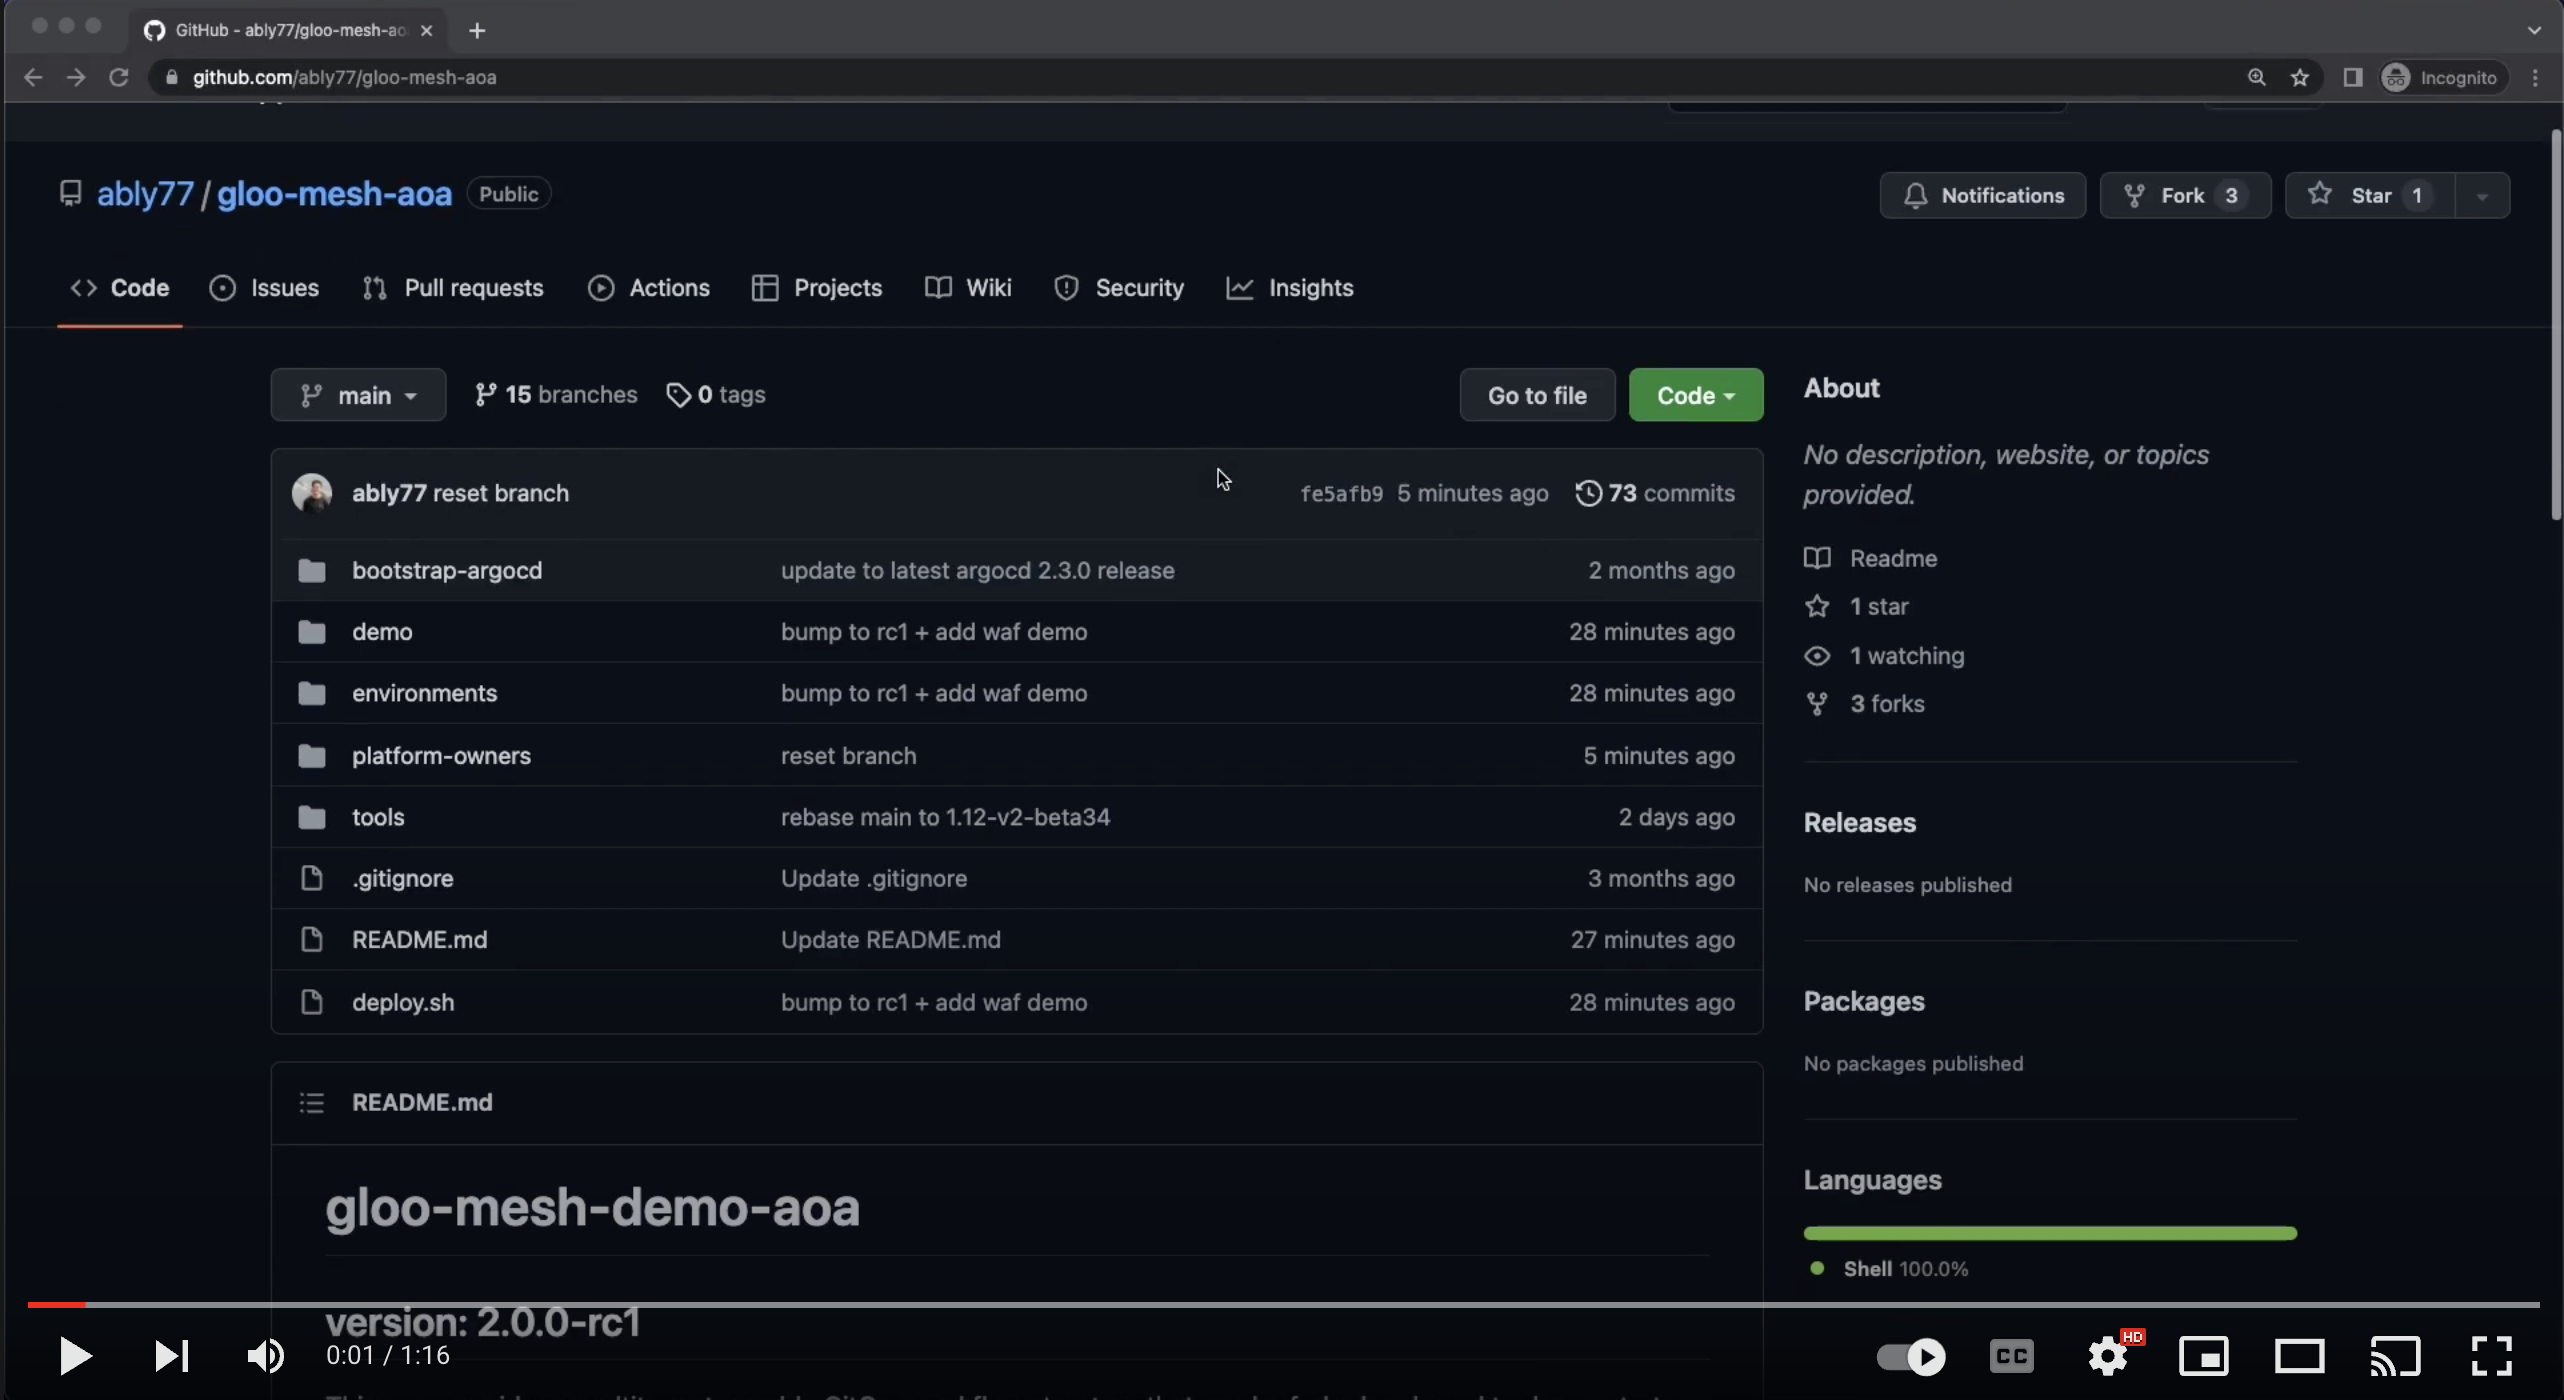 GitHub - ably77/gloo-mesh-ao
github.com/ably77/gloo-mesh-aoa
Incognito
ably77 / gloo-mesh-aoa Public
Notifications
Fork 3
Star 1
Code
Issues
Pull requests
Actions
Projects
Wiki
Security
Insights
main
15 branches
0 tags
Go to file
Code
ably77 reset branch
fe5afb9 5 minutes ago
73 commits
bootstrap-argocd update to latest argocd 2.3.0 release 2 months ago
demo bump to rc1 + add waf demo 28 minutes ago
environments bump to rc1 + add waf demo 28 minutes ago
platform-owners reset branch 5 minutes ago
tools rebase main to 1.12-v2-beta34 2 days ago
.gitignore Update .gitignore 3 months ago
README.md Update README.md 27 minutes ago
deploy.sh bump to rc1 + add waf demo 28 minutes ago
README.md
gloo-mesh-demo-aoa
version: 2.0.0-rc1
About
No description, website, or topics
provided.
Readme
1 star
1 watching
3 forks
Releases
No releases published
Packages
No packages published
Languages
Shell 100.0%
0:01 / 1:16
CC
HD